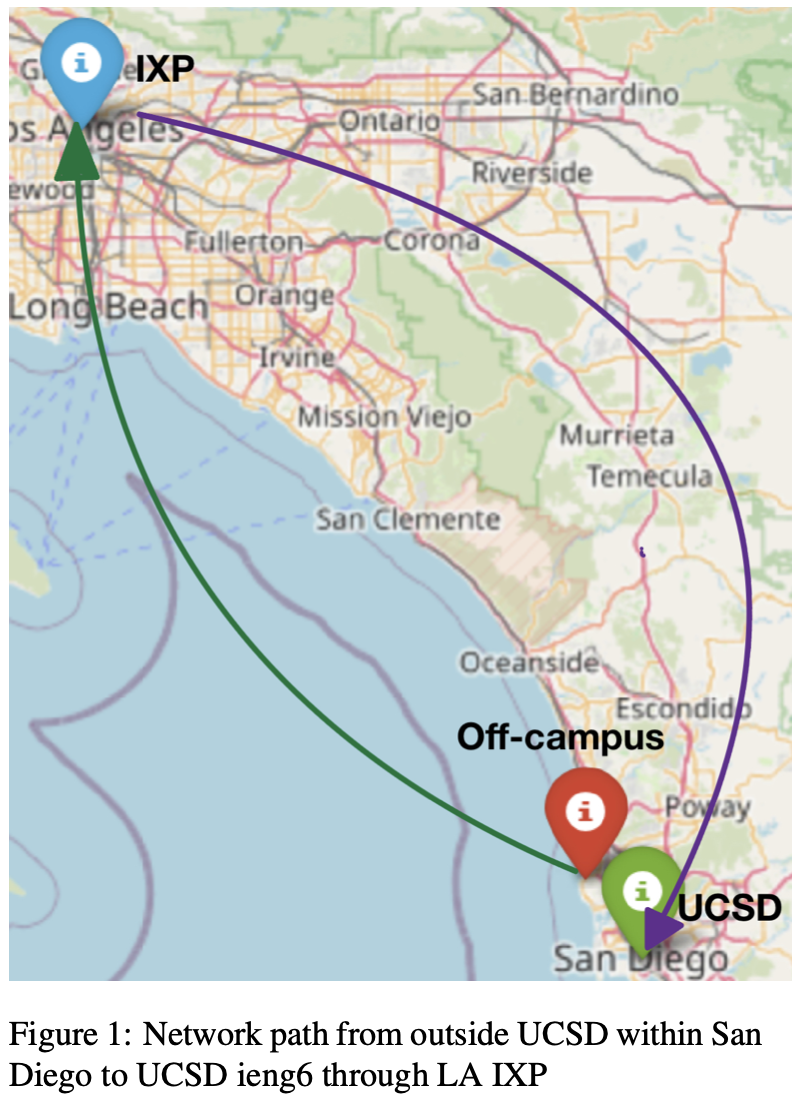 IXP
San Bernardino
Ontario
os Angeles
Riverside
ewood
Fullerton
Corona
Long Beach
Orange
Irvine
Mission Viejo
Murrieta
Temecula
San Clemente
Oceanside
Escondido
Off-campus
Poway
UCSD
San Diego
Figure 1: Network path from outside UCSD within San
Diego to UCSD ieng6 through LA IXP